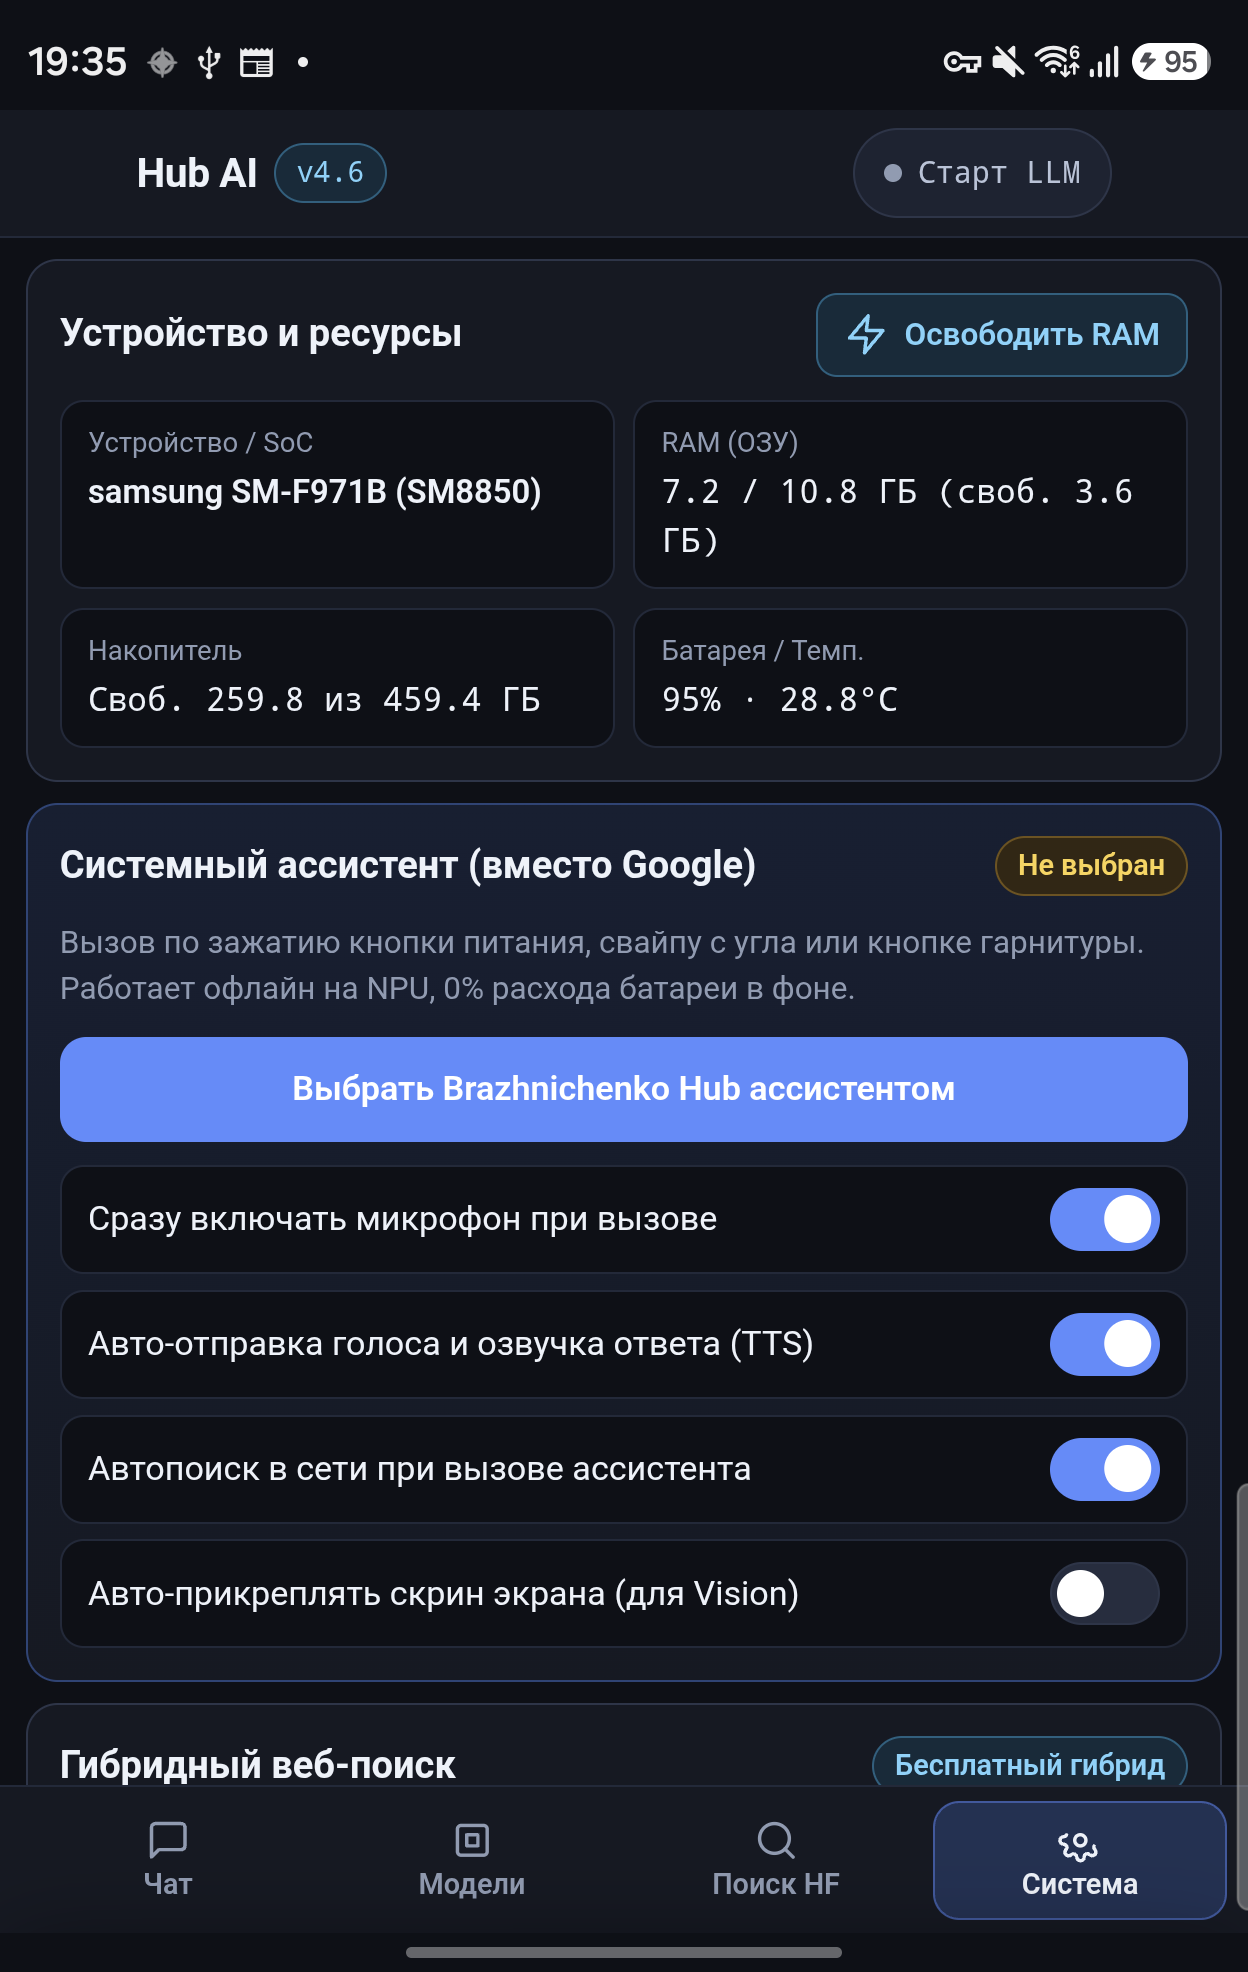 19:35
6
95
Hub AI
v4.6
Старт LLM
Устройство и ресурсы
Освободить RAM
Устройство / SoC
samsung SM-F971B (SM8850)
RAM (ОЗУ)
7.2 / 10.8 ГБ (своб. 3.6
ГБ)
Накопитель
Своб. 259.8 из 459.4 ГБ
Батарея / Темп.
95% · 28.8°C
Системный ассистент (вместо Google)
Не выбран
Вызов по зажатию кнопки питания, свайпу с угла или кнопке гарнитуры.
Работает офлайн на NPU, 0% расхода батареи в фоне.
Выбрать Brazhnichenko Hub ассистентом
Сразу включать микрофон при вызове
Авто-отправка голоса и озвучка ответа (TTS)
Автопоиск в сети при вызове ассистента
Авто-прикреплять скрин экрана (для Vision)
Гибридный веб-поиск
Бесплатный гибрид
Чат
Модели
Поиск HF
Система